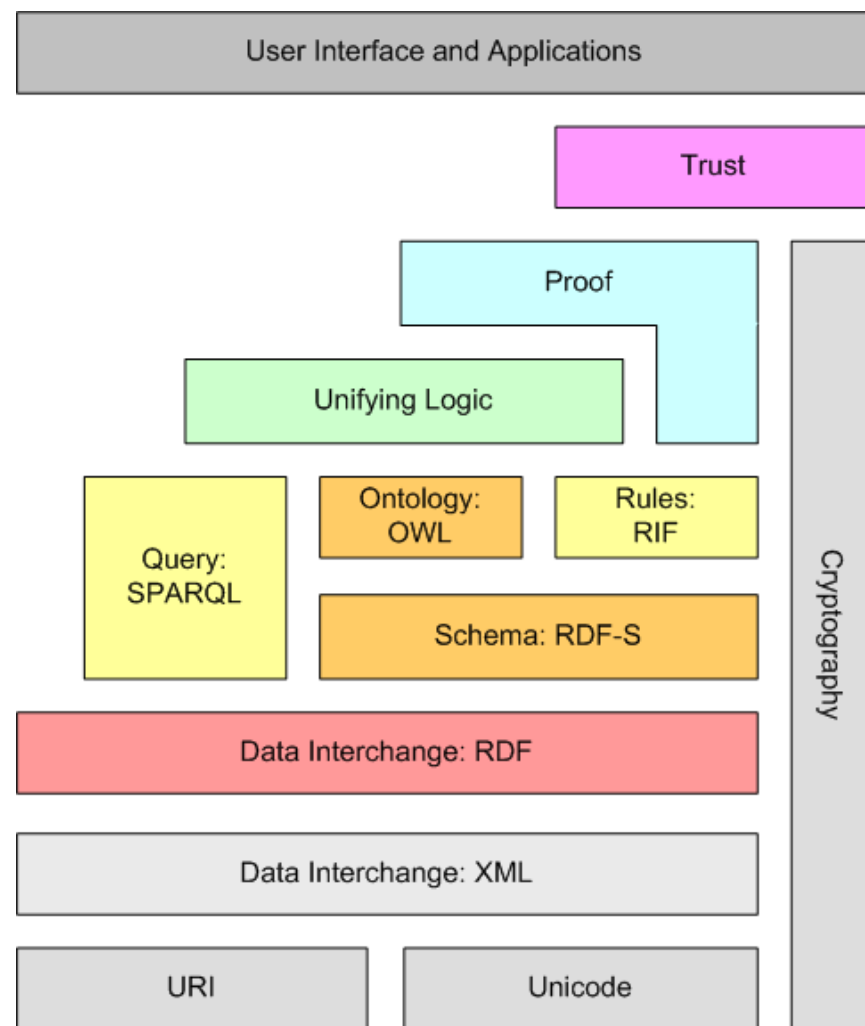 User Interface and Applications
Trust
Proof
Unifying Logic
Ontology:
OWL
Rules:
RIF
Query:
SPARQL
Schema: RDF-S
Cryptography
Data Interchange: RDF
Data Interchange: XML
URI
Unicode